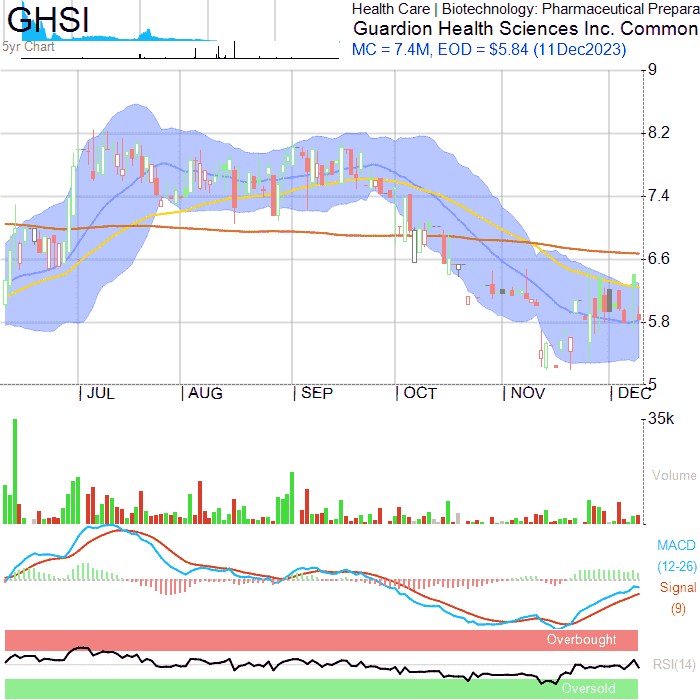 GHSI
5yr Chart
Health Care | Biotechnology: Pharmaceutical Prepara
Guardion Health Sciences Inc. Common
MC = 7.4M, EOD = $5.84 (11Dec2023)
9
8.2
7.4
6.6
5.8
5
JUL AUG SEP OCT NOV DEC
35k
Volume
MACD
(12-26)
Signal
(9)
Overbought
RSI(14)
Oversold